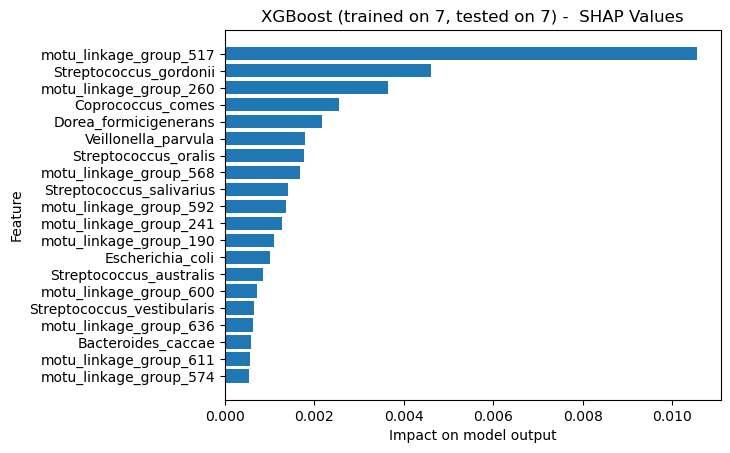 XGBoost (trained on 7, tested on 7) -  SHAP Values
motu_linkage_group_517
Streptococcus_gordonii
motu_linkage_group_260
Coprococcus_comes
Dorea_formicigenerans
Veillonella_parvula
Streptococcus_oralis
motu_linkage_group_568
Streptococcus_salivarius
motu_linkage_group_592
motu_linkage_group_241
motu_linkage_group_190
Escherichia_coli
Streptococcus_australis
motu_linkage_group_600
Streptococcus_vestibularis
motu_linkage_group_636
Bacteroides_caccae
motu_linkage_group_611
motu_linkage_group_574
Feature
0.000 0.002 0.004 0.006 0.008 0.010
Impact on model output